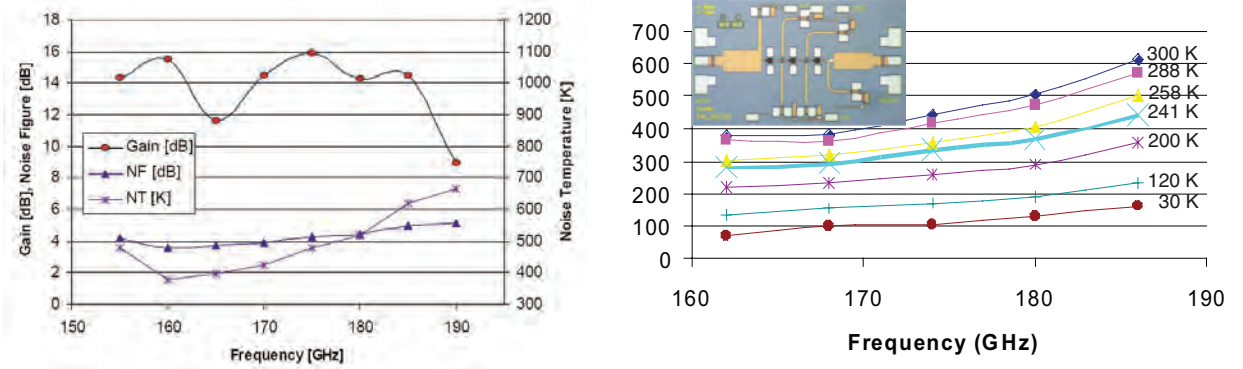 18
16
14
12
10
8
6
4
2
0
Gain [dB], Noise Figure [dB]
Gain [dB]
NF [dB]
NT [K]
1200
1100
1000
900
800
700
600
500
400
300
Noise Temperature [K]
150 160 170 180 190
Frequency [GHz]
700
600
500
400
300
200
100
0
300 K
288 K
258 K
241 K
200 K
120 K
30 K
160 170 180 190
Frequency (GHz)